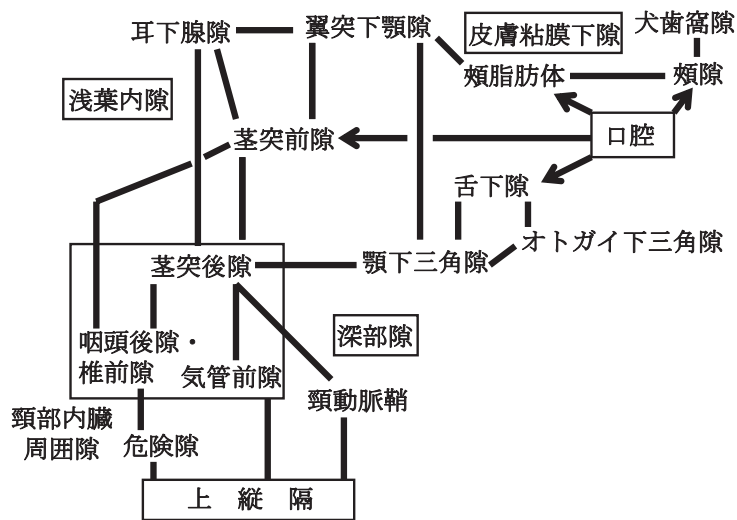 耳下腺隙
翼突下顎隙
皮膚粘膜下隙
犬歯窩隙
頰脂肪体
頰隙
浅葉内隙
茎突前隙
口腔
舌下隙
オトガイ下三角隙
茎突後隙
顎下三角隙
咽頭後隙・
椎前隙
気管前隙
深部隙
頸動脈鞘
頸部内臓
周囲隙
危険隙
上 縦 隔